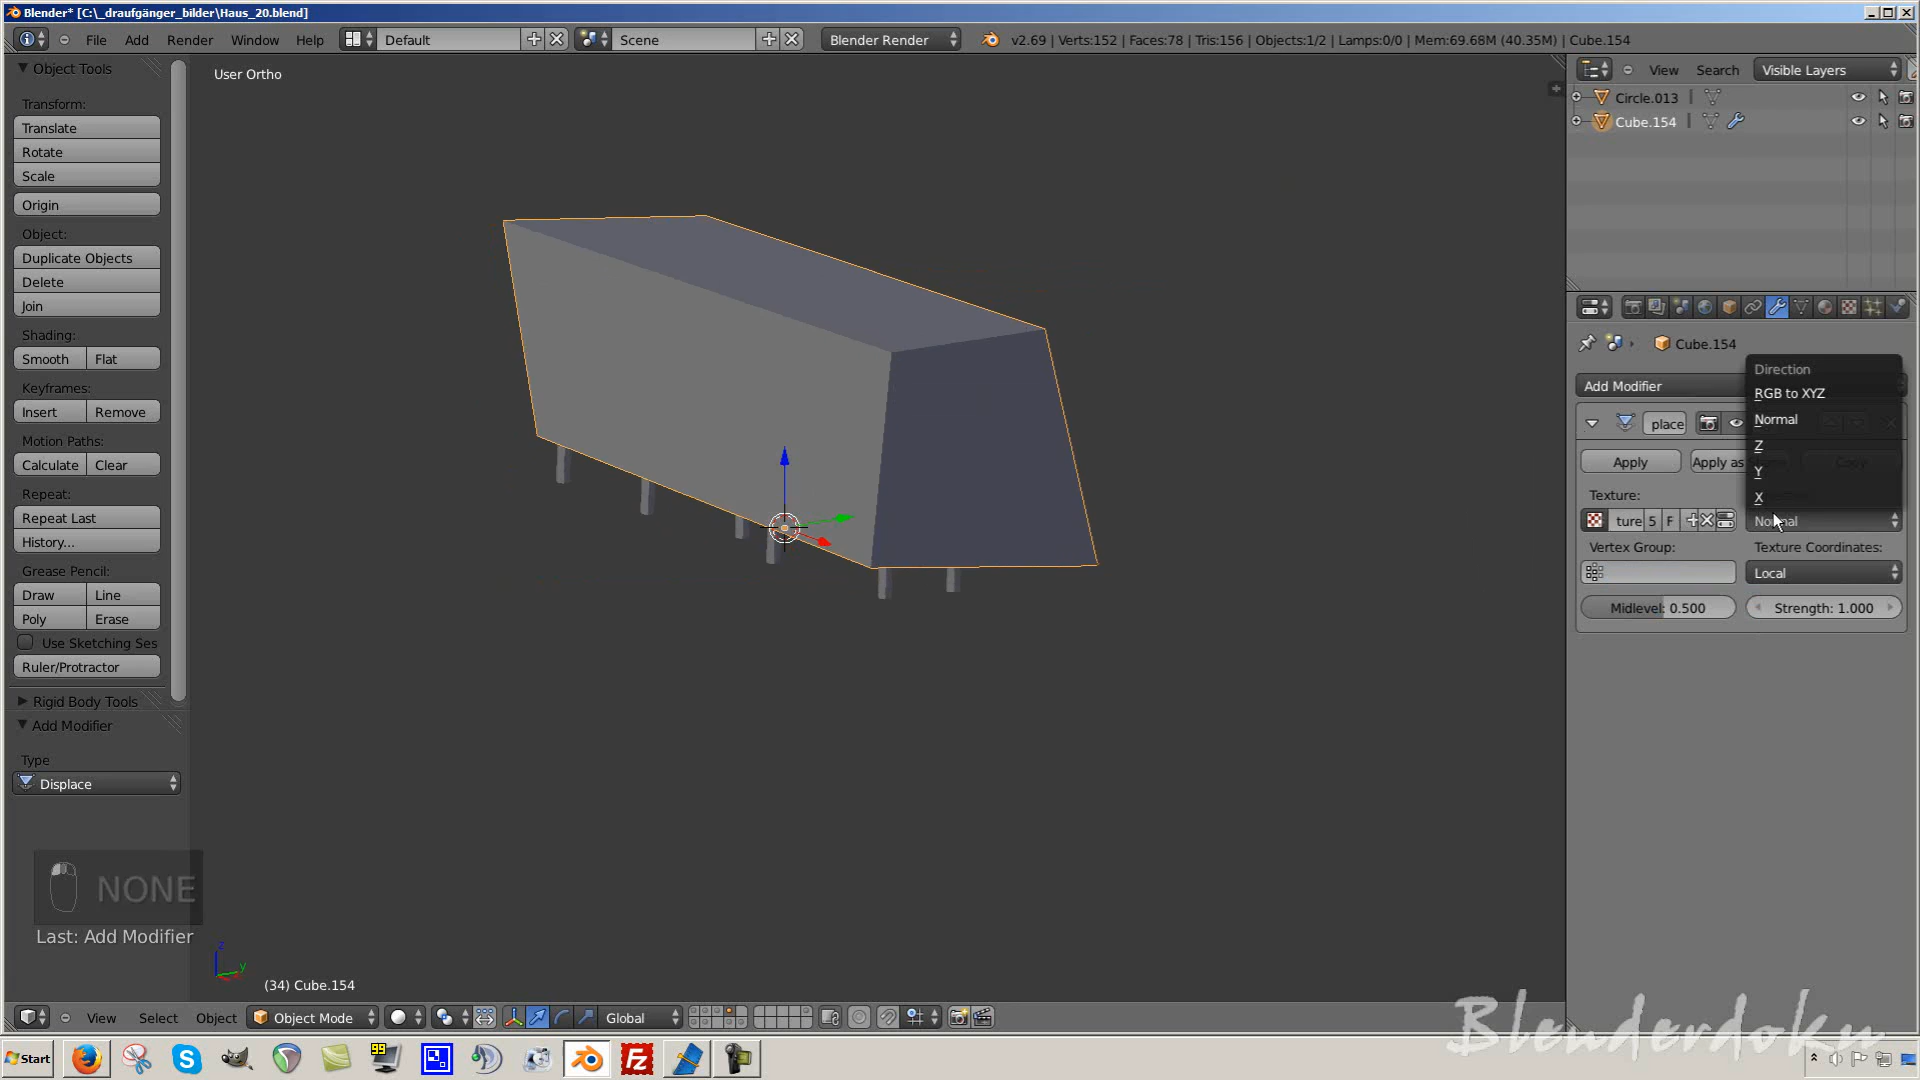 Blender* [C:\_draufgänger_bilder\Haus_20.blend]
File Add Render Window Help Default Scene Blender Render v2.69 | Verts:152 | Faces:78 | Tris:156 | Objects:1/2 | Lamps:0/0 | Mem:69.68M (40.35M) | Cube.154
Object Tools
User Ortho
View Search Visible Layers
Circle.013
Cube.154
Transform:
Translate
Rotate
Scale
Origin
Object:
Duplicate Objects
Delete
Join
Shading:
Smooth Flat
Keyframes:
Insert Remove
Motion Paths:
Calculate Clear
Repeat:
Repeat Last
History...
Grease Pencil:
Draw Line
Poly Erase
Use Sketching Ses
Ruler/Protractor
Rigid Body Tools
Add Modifier
Type
Displace
NONE
Last: Add Modifier
z
y
(34) Cube.154
Cube.154
Add Modifier
Direction
RGB to XYZ
Normal
Z
Y
X
place
Apply Apply as Copy
Texture:
ture 5 F Normal
Vertex Group: Texture Coordinates:
Local
Midlevel: 0.500 Strength: 1.000
View Select Object Object Mode Global
Blenderdoku
Start
99